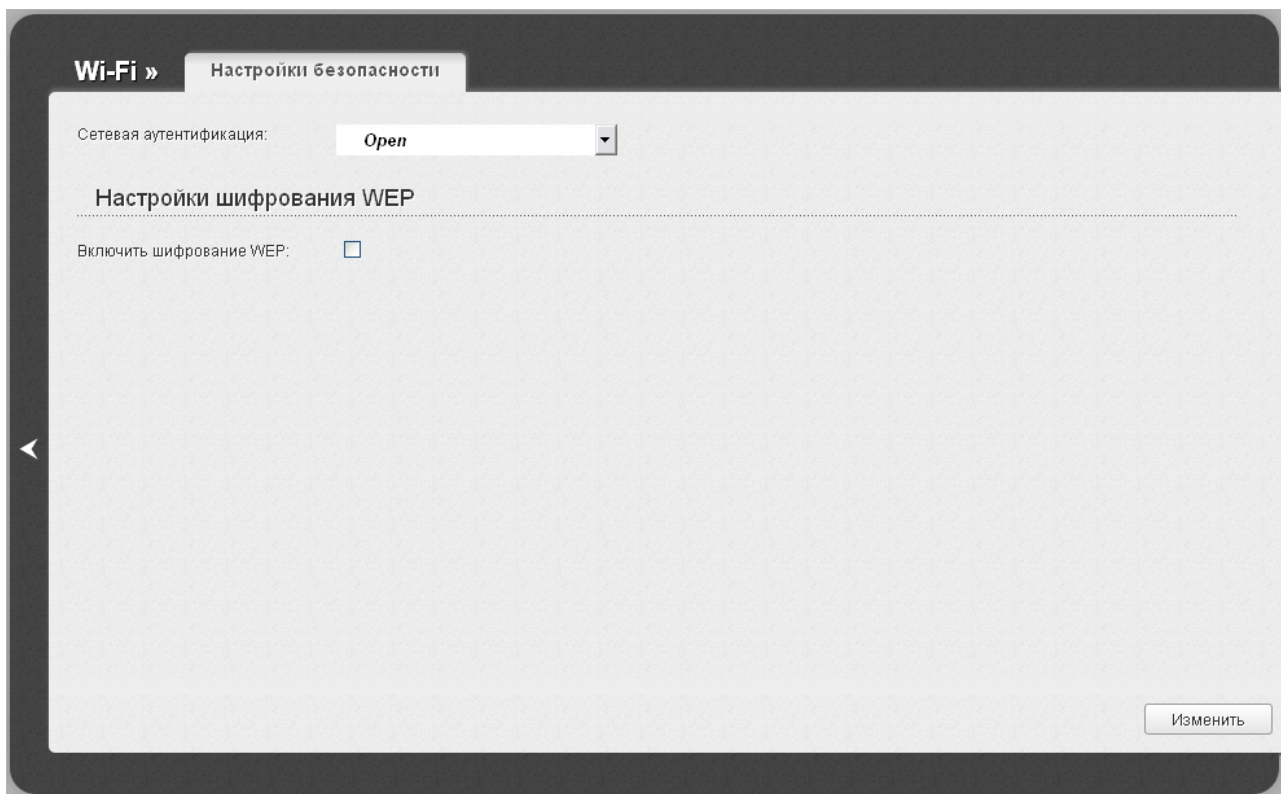 Wi-Fi »
Настройки безопасности
Сетевая аутентификация:
Open
Настройки шифрования WEP
Включить шифрование WEP:
Изменить